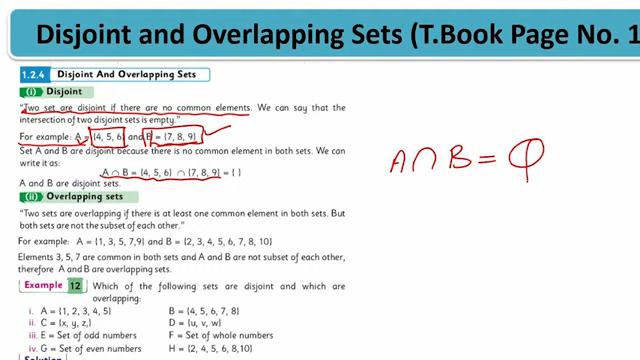 Disjoint and Overlapping Sets (T.Book Page No. 1
1.2.4 Disjoint And Overlapping Sets
(i) Disjoint
"Two set are disjoint if there are no common elements. We can say that the
intersection of two disjoint sets is empty."
For example: A = {4, 5, 6} and B = {7, 8, 9}
Set A and B are disjoint because there is no common element in both sets. We can
write it as:
A ∩ B = {4, 5, 6} ∩ {7, 8, 9} = { }
A and B are disjoint sets.
A ∩ B = φ
(ii) Overlapping sets
"Two sets are overlapping if there is at least one common element in both sets. But
both sets are not the subset of each other."
For example: A = {1, 3, 5, 7,9} and B = {2, 3, 4, 5, 6, 7, 8, 10}
Elements 3, 5, 7 are common in both sets and A and B are not subset of each other,
therefore A and B are overlapping sets.
Example 12 Which of the following sets are disjoint and which are
overlapping:
i. A = {1, 2, 3, 4, 5} B = {4, 5, 6, 7, 8}
ii. C = {x, y, z,} D = {u, v, w}
iii. E = Set of odd numbers F = Set of whole numbers
iv. G = Set of even numbers H = {2, 4, 5, 6, 8,10}
Solution